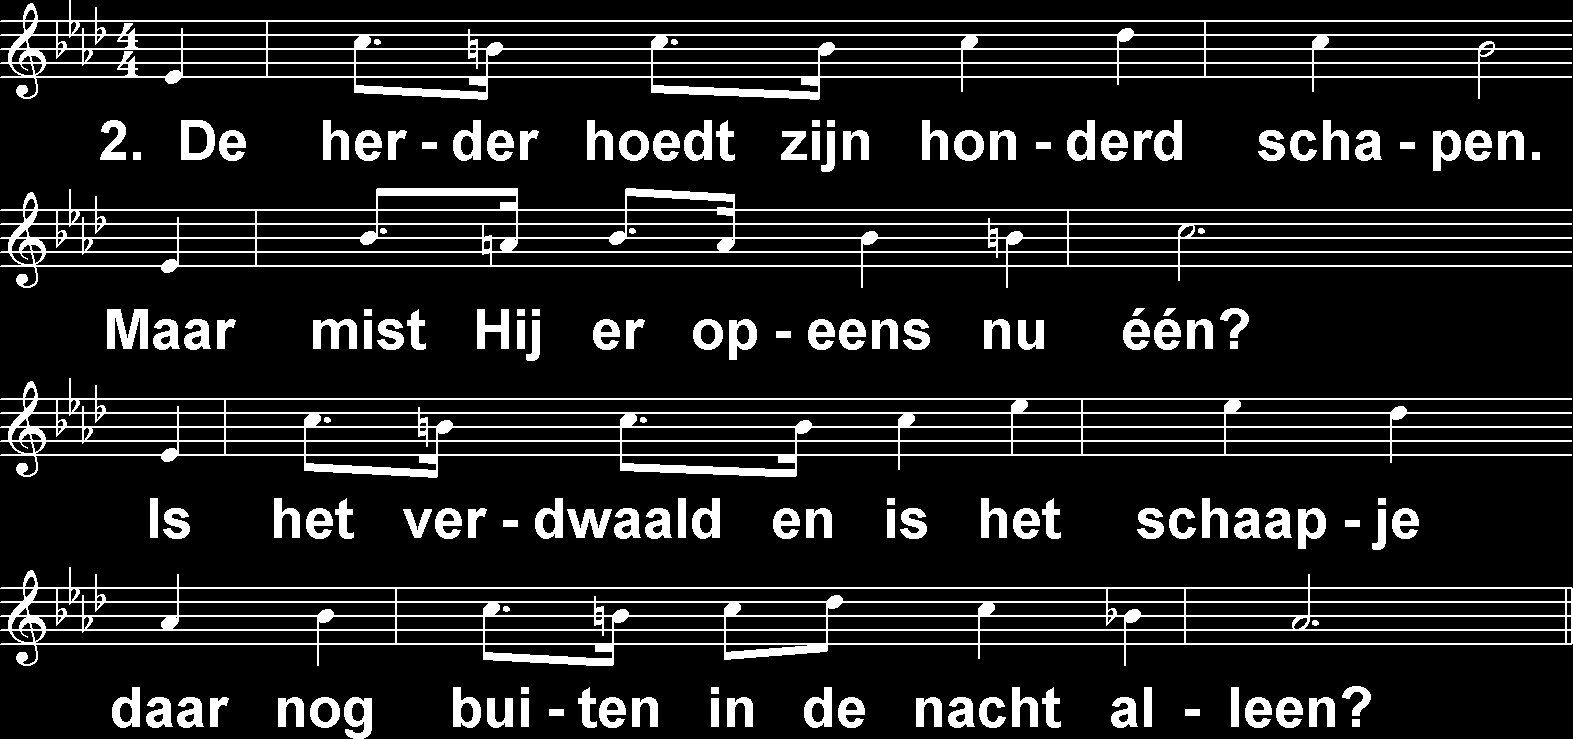 2. De her - der hoedt zijn hon - derd scha - pen.
Maar mist Hij er op - eens nu één?
Is het ver - dwaald en is het schaap - je
daar nog bui - ten in de nacht al - leen?